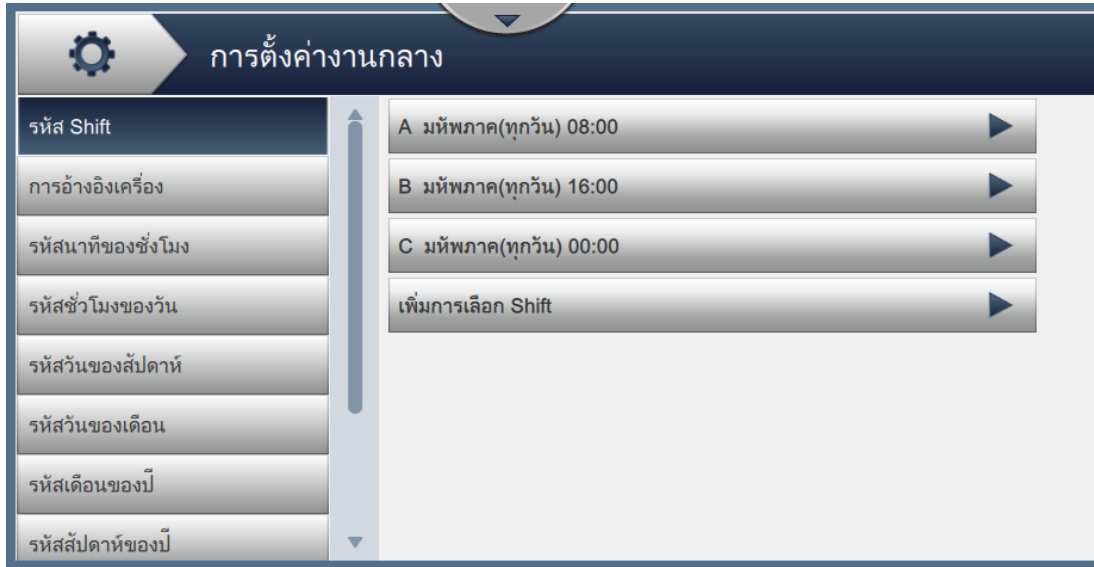 การตั้งค่างานกลาง
รหัส Shift
การอ้างอิงเครื่อง
รหัสนาทีของชั่งโมง
รหัสชั่วโมงของวัน
รหัสวันของสัปดาห์
รหัสวันของเดือน
รหัสเดือนของปี
รหัสสัปดาห์ของปี
A มหัพภาค(ทุกวัน) 08:00
B มหัพภาค(ทุกวัน) 16:00
C มหัพภาค(ทุกวัน) 00:00
เพิ่มการเลือก Shift